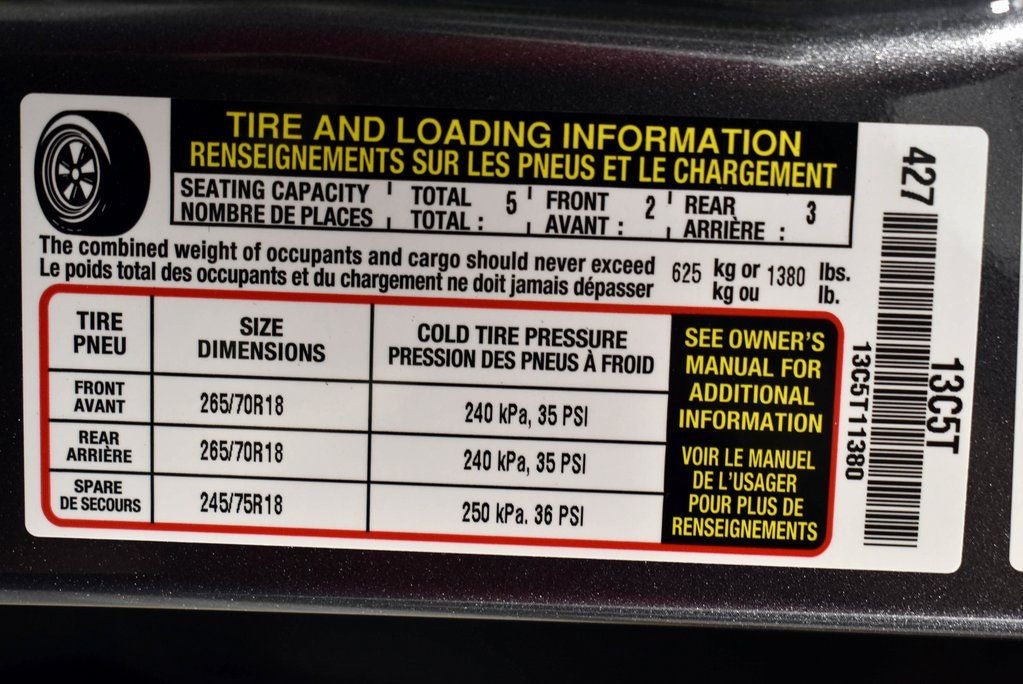 TIRE AND LOADING INFORMATION
RENSEIGNEMENTS SUR LES PNEUS ET LE CHARGEMENT
SEATING CAPACITY TOTAL 5 FRONT 2 REAR 3
NOMBRE DE PLACES TOTAL : AVANT : ARRIÈRE :
The combined weight of occupants and cargo should never exceed 625 kg or 1380 lbs.
Le poids total des occupants et du chargement ne doit jamais dépasser kg ou lb.
TIRE
PNEU
SIZE
DIMENSIONS
COLD TIRE PRESSURE
PRESSION DES PNEUS À FROID
FRONT
AVANT
265/70R18
240 kPa, 35 PSI
REAR
ARRIÈRE
265/70R18
240 kPa, 35 PSI
SPARE
DE SECOURS
245/75R18
250 kPa. 36 PSI
SEE OWNER'S
MANUAL FOR
ADDITIONAL
INFORMATION
VOIR LE MANUEL
DE L'USAGER
POUR PLUS DE
RENSEIGNEMENTS
427
13C5T11380
13C5T